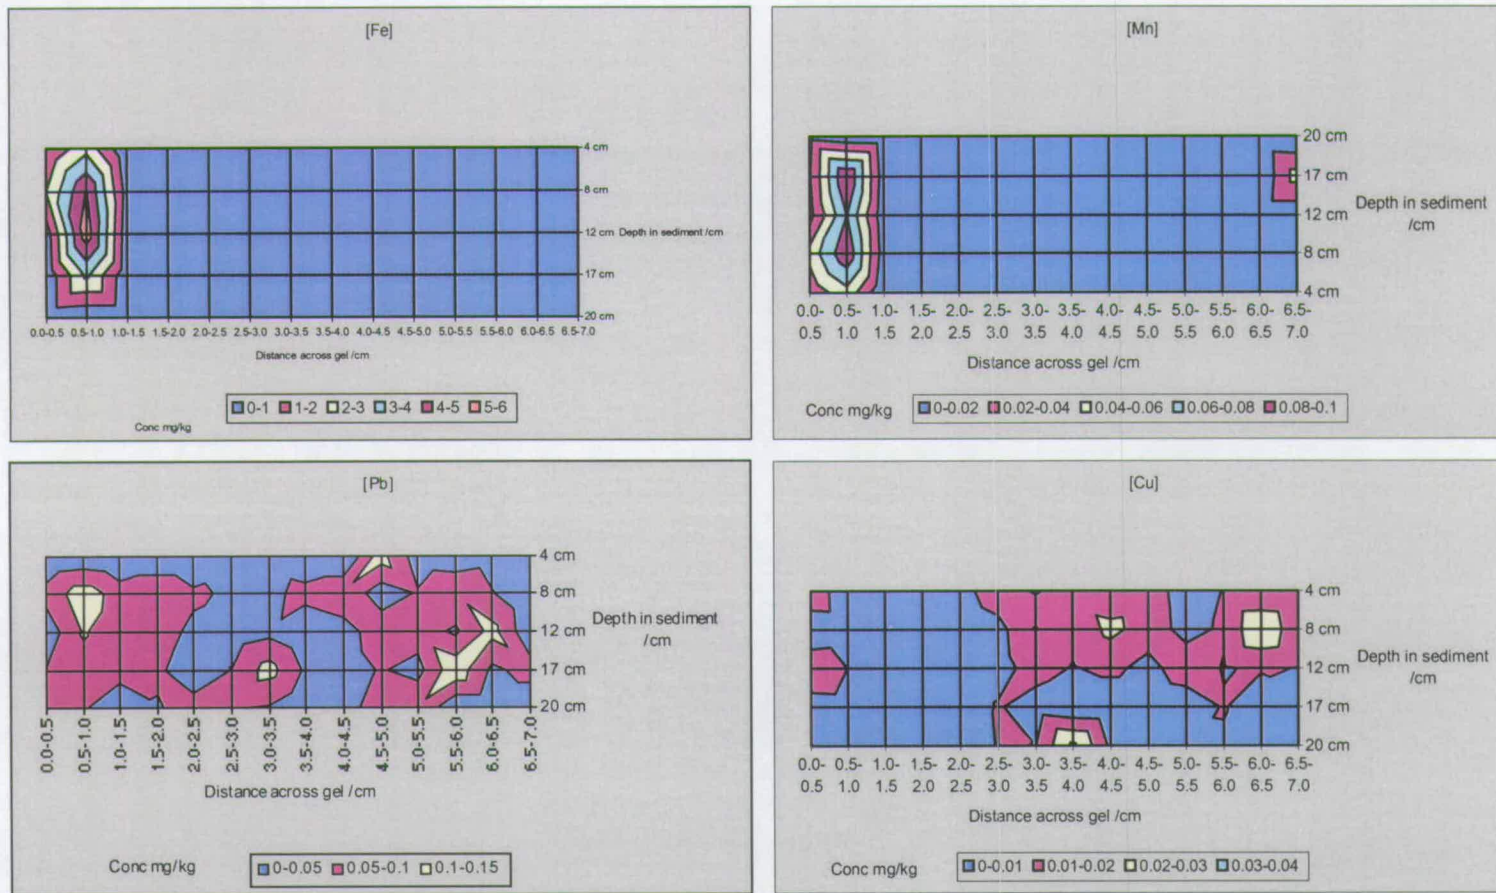 [Fe]
4 cm
8 cm
12 cm Depth in sediment /cm
17 cm
20 cm
0.0-0.5 0.5-1.0 1.0-1.5 1.5-2.0 2.0-2.5 2.5-3.0 3.0-3.5 3.5-4.0 4.0-4.5 4.5-5.0 5.0-5.5 5.5-6.0 6.0-6.5 6.5-7.0
Distance across gel /cm
0-1 1-2 2-3 3-4 4-5 5-6
Conc mg/kg
[Mn]
20 cm
17 cm
12 cm
8 cm
4 cm
Depth in sediment
/cm
0.0- 0.5- 1.0- 1.5- 2.0- 2.5- 3.0- 3.5- 4.0- 4.5- 5.0- 5.5- 6.0- 6.5-
0.5 1.0 1.5 2.0 2.5 3.0 3.5 4.0 4.5 5.0 5.5 6.0 6.5 7.0
Distance across gel /cm
Conc mg/kg 0-0.02 0.02-0.04 0.04-0.06 0.06-0.08 0.08-0.1
[Pb]
4 cm
8 cm
12 cm
17 cm
20 cm
Depth in sediment
/cm
0.0-0.5 0.5-1.0 1.0-1.5 1.5-2.0 2.0-2.5 2.5-3.0 3.0-3.5 3.5-4.0 4.0-4.5 4.5-5.0 5.0-5.5 5.5-6.0 6.0-6.5 6.5-7.0
Distance across gel /cm
Conc mg/kg 0-0.05 0.05-0.1 0.1-0.15
[Cu]
4 cm
8 cm
12 cm
17 cm
20 cm
Depth in sediment
/cm
0.0- 0.5- 1.0- 1.5- 2.0- 2.5- 3.0- 3.5- 4.0- 4.5- 5.0- 5.5- 6.0- 6.5-
0.5 1.0 1.5 2.0 2.5 3.0 3.5 4.0 4.5 5.0 5.5 6.0 6.5 7.0
Distance across gel /cm
Conc mg/kg 0-0.01 0.01-0.02 0.02-0.03 0.03-0.04